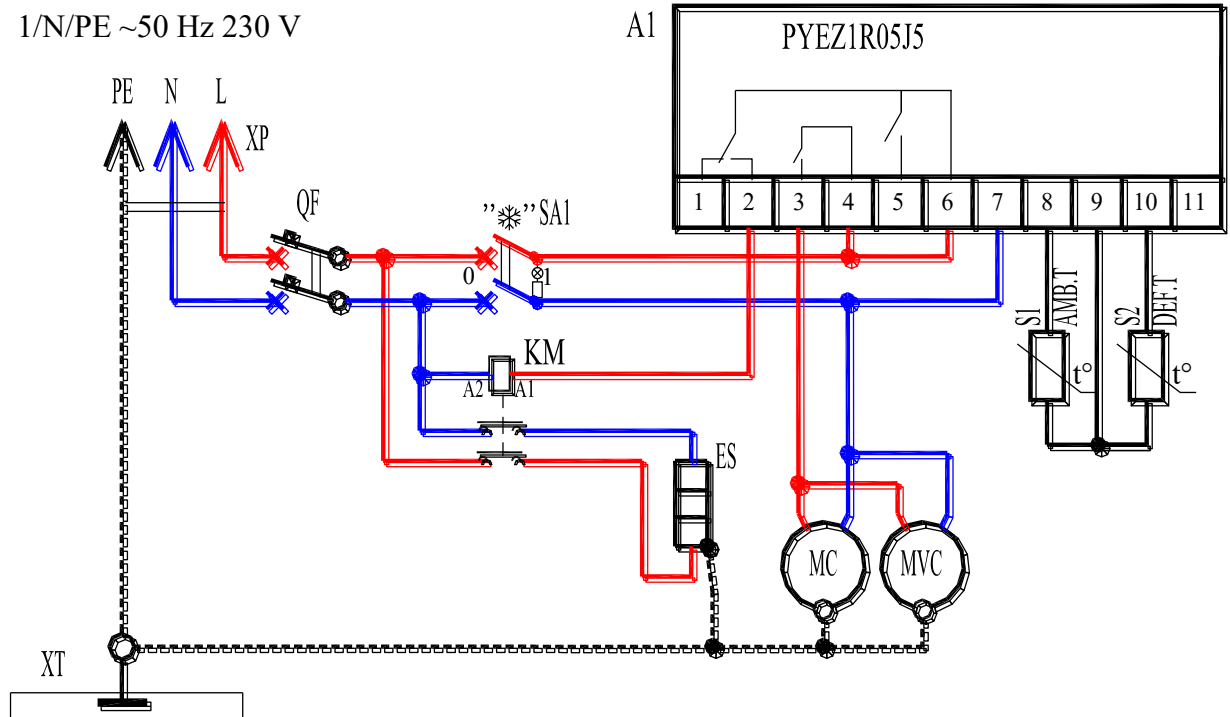 1/N/PE ~50 Hz 230 V
A1
PYEZ1R05J5
PE N L
XP
QF
”❄” SA1
1 2 3 4 5 6 7 8 9 10 11
0
1
S1
AMB.T
S2
DEF.T
KM
A2 A1
t° t°
ES
MC
MVC
XT